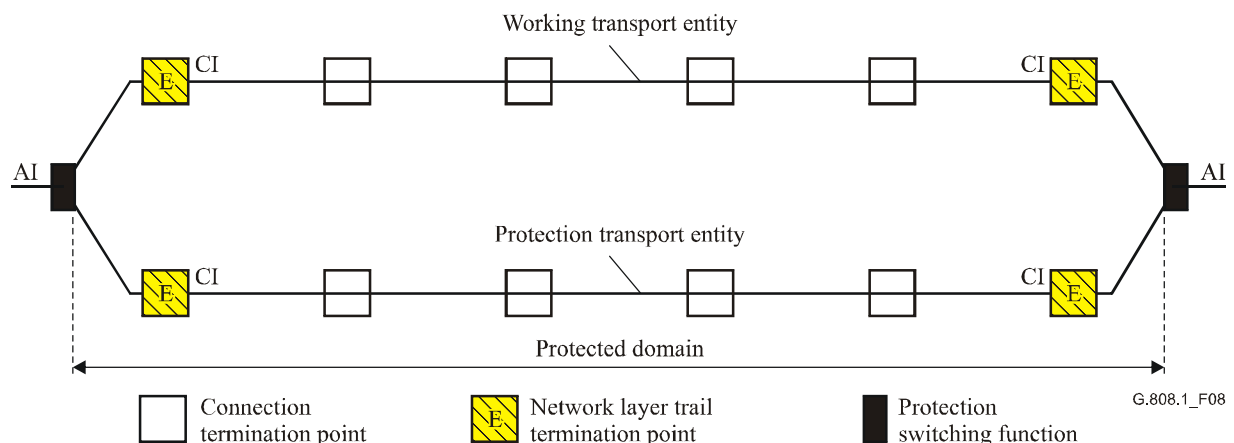 Working transport entity
E CI CI E
AI AI
Protection transport entity
E CI CI E
Protected domain
Connection
termination point
E Network layer trail
termination point
Protection
switching function
G.808.1_F08